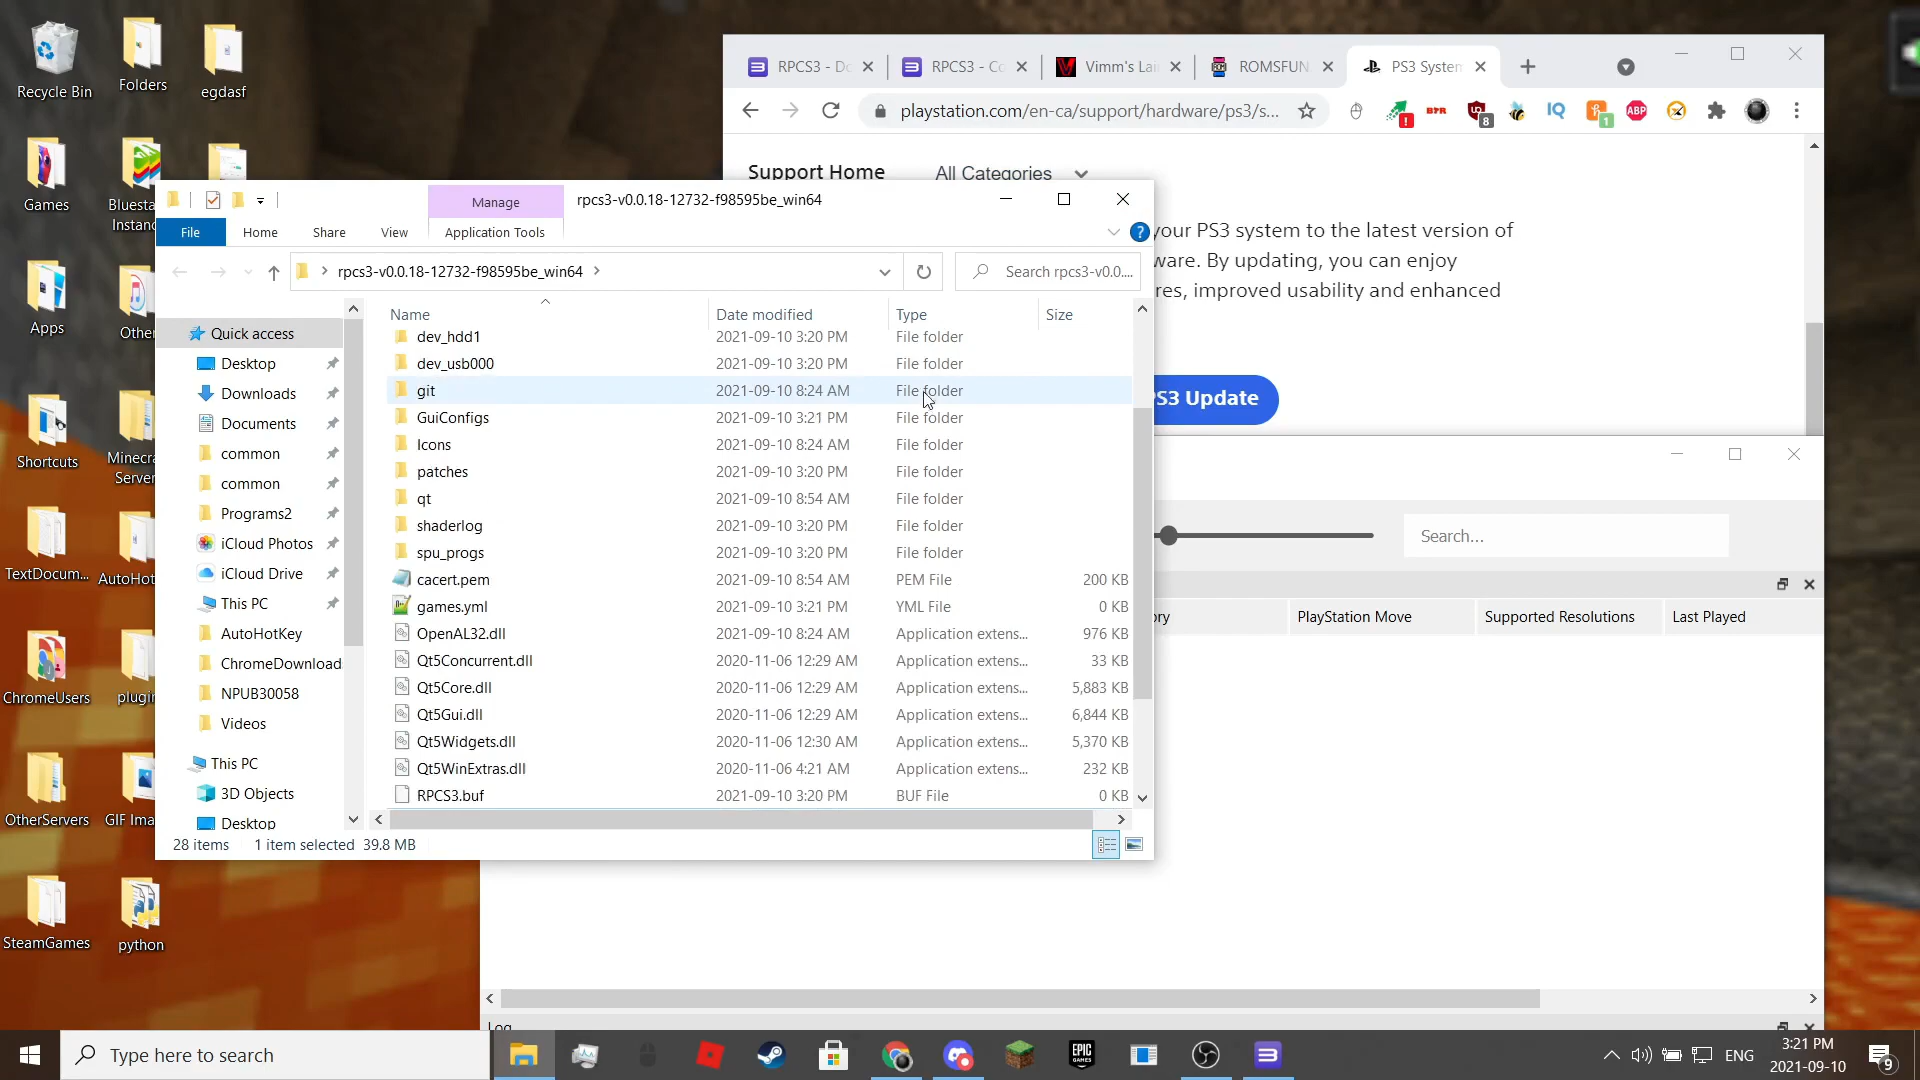 Recycle Bin
Folders
egdasf
Games
Bluesta
Instanc
Apps
Other
Shortcuts
Minecra
Server
TextDocum...
AutoHot
ChromeUsers
plugin
OtherServers
GIF Ima
SteamGames
python
RPCS3 - Do
RPCS3 - Co
Vimm's Lai
ROMSFUN
PS3 System
playstation.com/en-ca/support/hardware/ps3/s...
BTR
8
IQ
1
ABP
Support Home
All Categories
your PS3 system to the latest version of
ware. By updating, you can enjoy
res, improved usability and enhanced
PS3 Update
Manage
rpcs3-v0.0.18-12732-f98595be_win64
File
Home
Share
View
Application Tools
rpcs3-v0.0.18-12732-f98595be_win64
Search rpcs3-v0.0....
Quick access
Desktop
Downloads
Documents
common
common
Programs2
iCloud Photos
iCloud Drive
This PC
AutoHotKey
ChromeDownload
NPUB30058
Videos
This PC
3D Objects
Desktop
Name Date modified Type Size
dev_hdd1 2021-09-10 3:20 PM File folder
dev_usb000 2021-09-10 3:20 PM File folder
git 2021-09-10 8:24 AM File folder
GuiConfigs 2021-09-10 3:21 PM File folder
Icons 2021-09-10 8:24 AM File folder
patches 2021-09-10 3:20 PM File folder
qt 2021-09-10 8:54 AM File folder
shaderlog 2021-09-10 3:20 PM File folder
spu_progs 2021-09-10 3:20 PM File folder
cacert.pem 2021-09-10 8:54 AM PEM File 200 KB
games.yml 2021-09-10 3:21 PM YML File 0 KB
OpenAL32.dll 2021-09-10 8:24 AM Application extens... 976 KB
Qt5Concurrent.dll 2020-11-06 12:29 AM Application extens... 33 KB
Qt5Core.dll 2020-11-06 12:29 AM Application extens... 5,883 KB
Qt5Gui.dll 2020-11-06 12:29 AM Application extens... 6,844 KB
Qt5Widgets.dll 2020-11-06 12:30 AM Application extens... 5,370 KB
Qt5WinExtras.dll 2020-11-06 4:21 AM Application extens... 232 KB
RPCS3.buf 2021-09-10 3:20 PM BUF File 0 KB
28 items 1 item selected 39.8 MB
Search...
ory PlayStation Move Supported Resolutions Last Played
Log
Type here to search
EPIC
GAMES
ENG
3:21 PM
2021-09-10
9